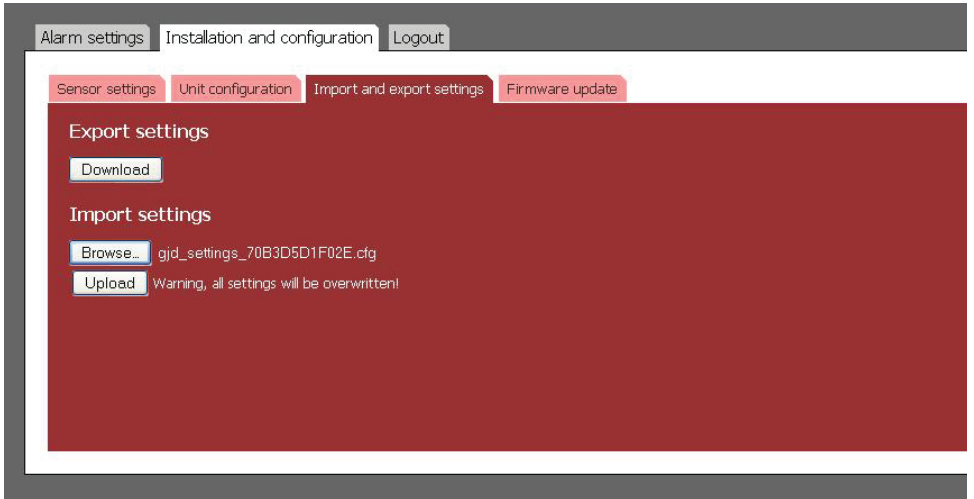 Alarm settings Installation and configuration Logout
Sensor settings Unit configuration Import and export settings Firmware update
Export settings
Download
Import settings
Browse... gjd_settings_70B3D5D1F02E.cfg
Upload Warning, all settings will be overwritten!